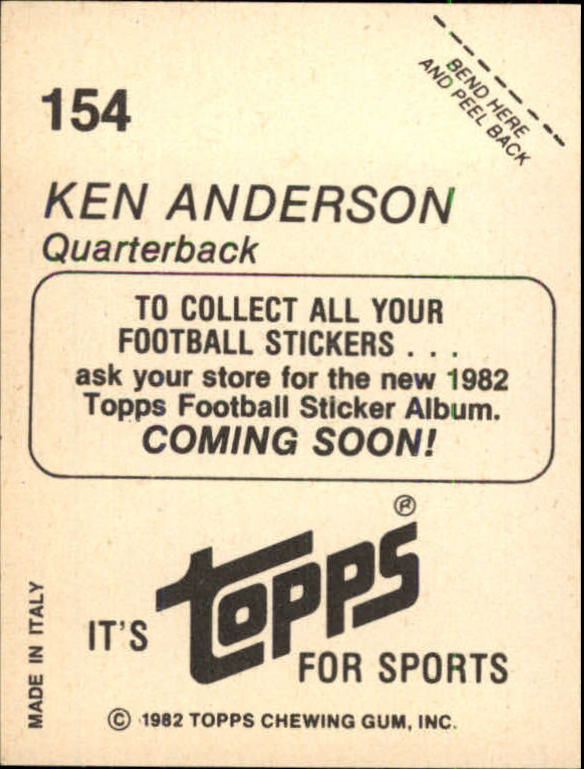 154
BEND HERE
AND PEEL BACK
KEN ANDERSON
Quarterback
TO COLLECT ALL YOUR
FOOTBALL STICKERS . . .
ask your store for the new 1982
Topps Football Sticker Album.
COMING SOON!
IT'S topps®
FOR SPORTS
MADE IN ITALY
© 1982 TOPPS CHEWING GUM, INC.